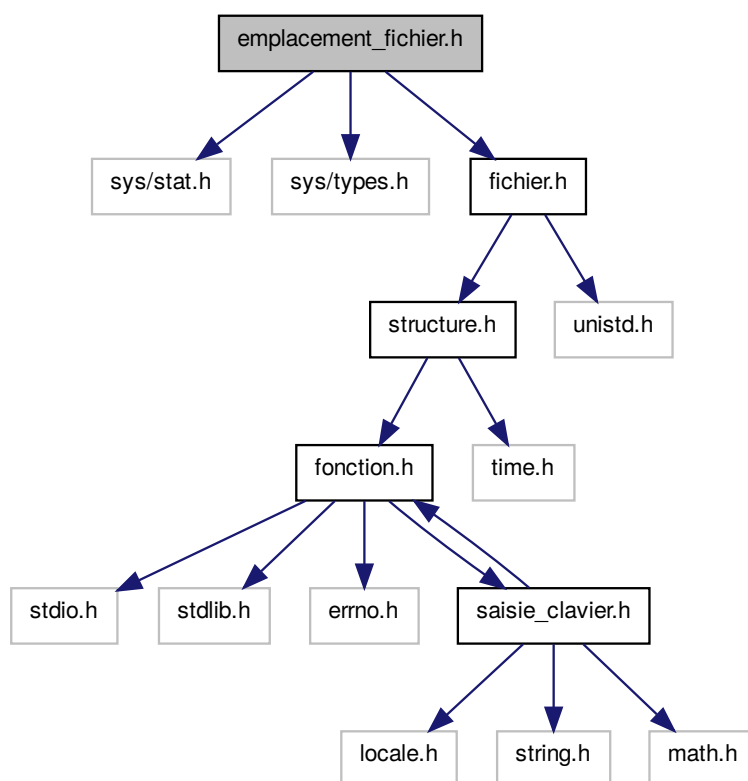 emplacement_fichier.h
sys/stat.h
sys/types.h
fichier.h
structure.h
unistd.h
fonction.h
time.h
stdio.h
stdlib.h
errno.h
saisie_clavier.h
locale.h
string.h
math.h